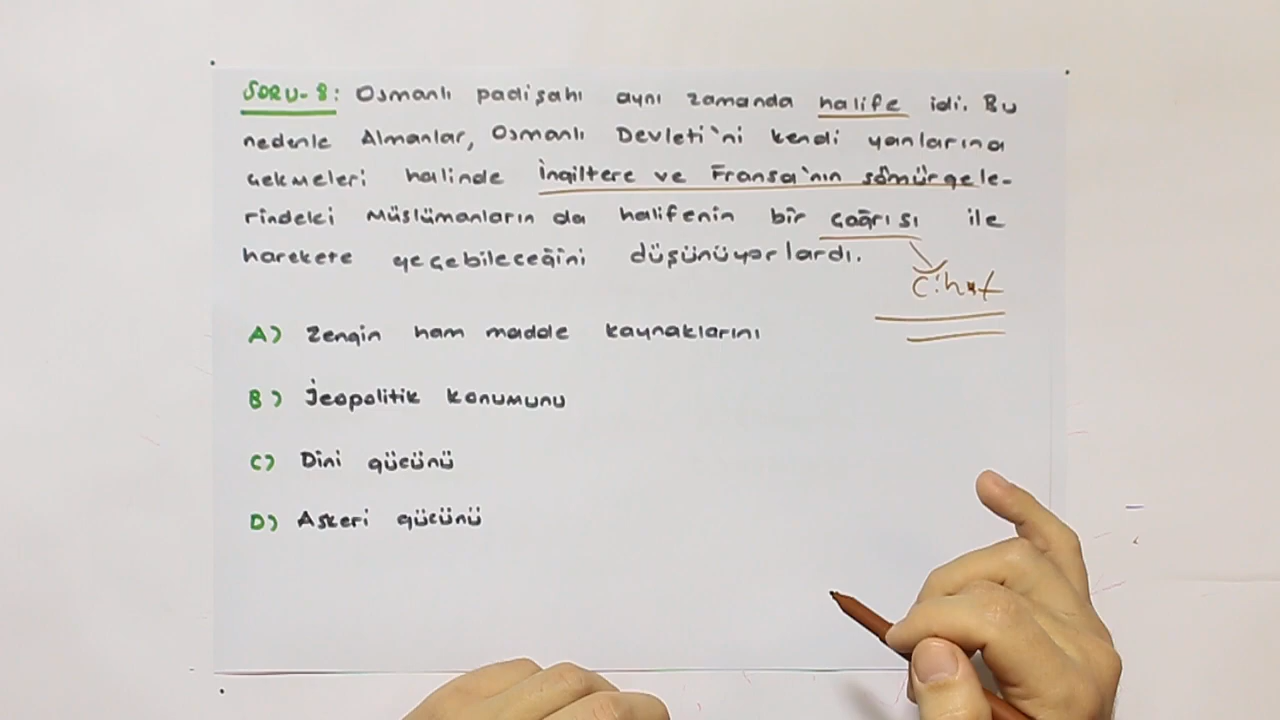 SORU-8: Osmanlı padişahı aynı zamanda halife idi. Bu
nedenle Almanlar, Osmanlı Devleti'ni kendi yanlarına
çekmeleri halinde İngiltere ve Fransa'nın sömürgele-
rindeki Müslümanların da halifenin bir çağrısı ile
harekete geçebileceğini düşünüyorlardı.
Cihat
A) Zengin ham madde kaynaklarını
B) Jeopolitik konumunu
C) Dini gücünü
D) Askeri gücünü